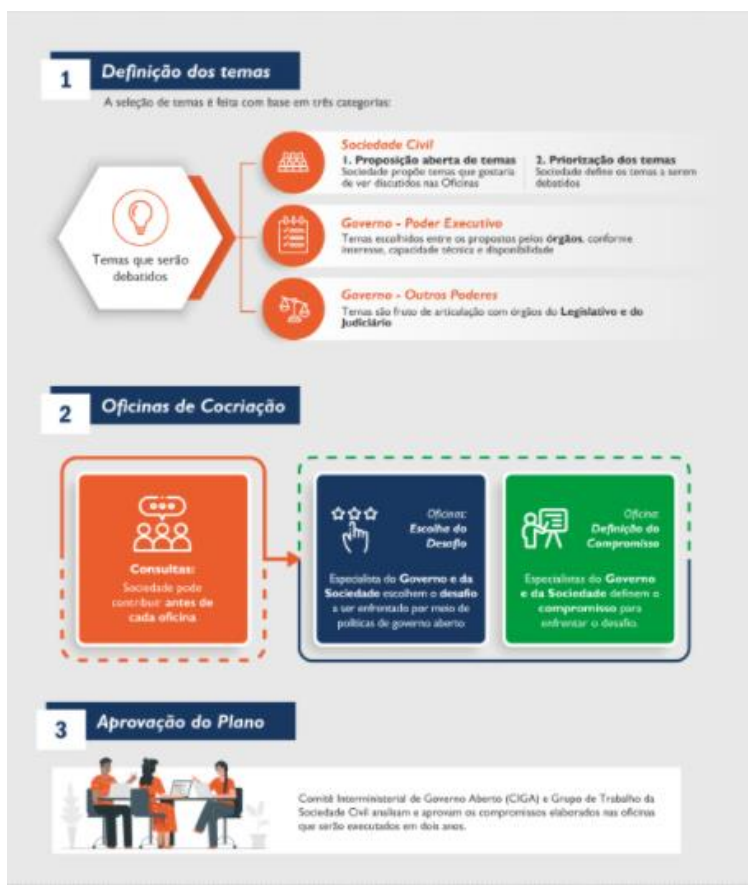 1
Definição dos temas
A seleção de temas é feita com base em três categorias:
Temas que serão
debatidos
Sociedade Civil
1. Proposição aberta de temas
Sociedade propõe temas que gostaria
de ver discutidos nas Oficinas
2. Priorização dos temas
Sociedade define os temas a serem
debatidos
Governo - Poder Executivo
Temas escolhidos entre os propostos pelos órgãos, conforme
interesse, capacidade técnica e disponibilidade
Governo - Outros Poderes
Temas são fruto de articulação com órgãos do Legislativo e do
Judiciário
2
Oficinas de Cocriação
Consultas:
Sociedade pode
contribuir antes de
cada oficina
Oficina:
Escolha do
Desafio
Especialista do Governo e da
Sociedade escolhem o desafio
a ser enfrentado por meio de
políticas de governo aberto
Oficina:
Definição do
Compromisso
Especialistas do Governo
e da Sociedade definem o
compromisso para
enfrentar o desafio.
3
Aprovação do Plano
Comitê Interministerial de Governo Aberto (CIGA) e Grupo de Trabalho da
Sociedade Civil analisam e aprovam os compromissos elaborados nas oficinas
que serão executados em dois anos.